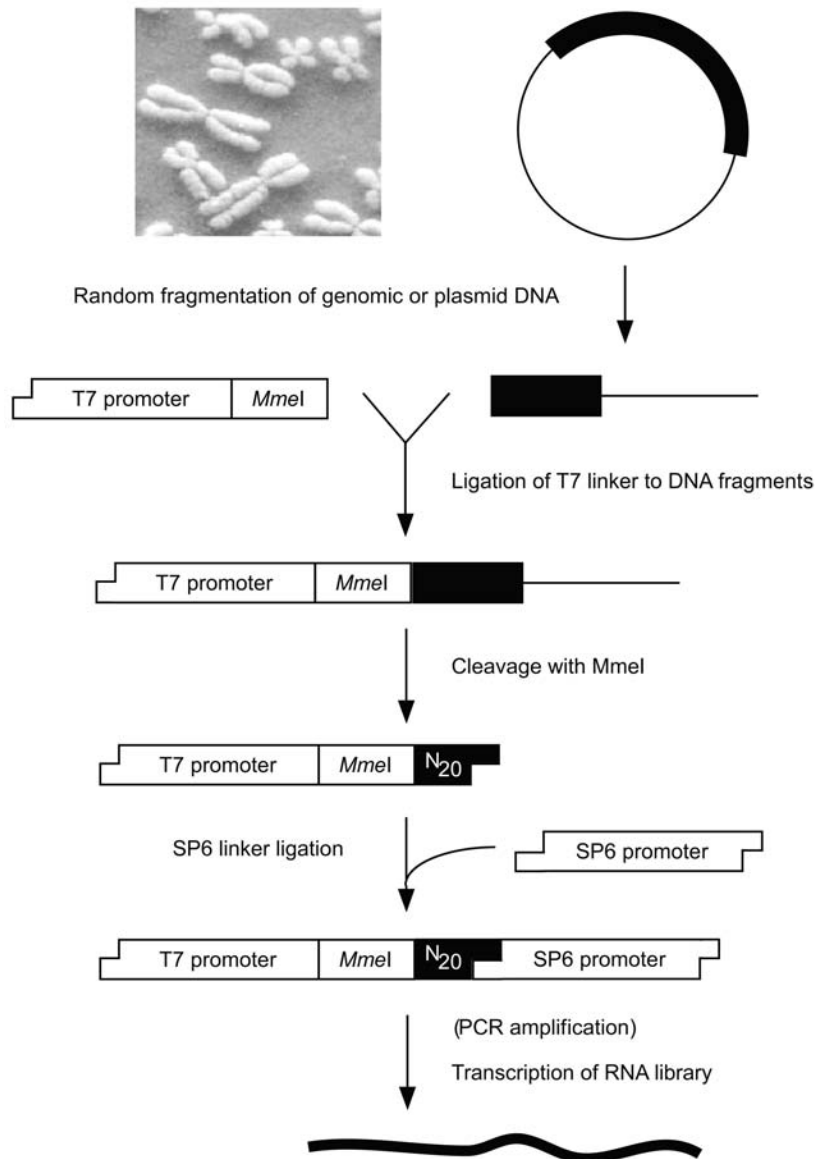 Random fragmentation of genomic or plasmid DNA
T7 promoter MmeI
Ligation of T7 linker to DNA fragments
T7 promoter MmeI
Cleavage with MmeI
T7 promoter MmeI N20
SP6 linker ligation
SP6 promoter
T7 promoter MmeI N20 SP6 promoter
(PCR amplification)
Transcription of RNA library